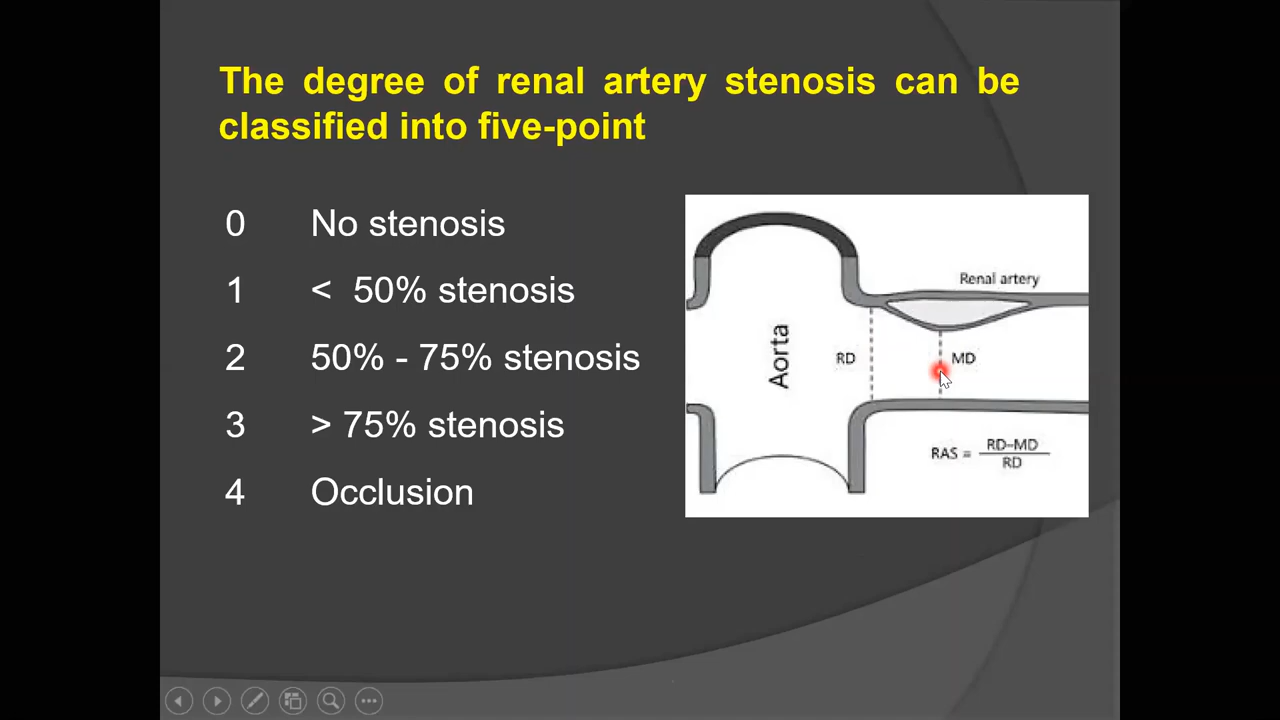 The degree of renal artery stenosis can be
classified into five-point
0 No stenosis
1 < 50% stenosis
2 50% - 75% stenosis
3 > 75% stenosis
4 Occlusion
Renal artery
Aorta
RD
MD
RAS = RD–MD
RD